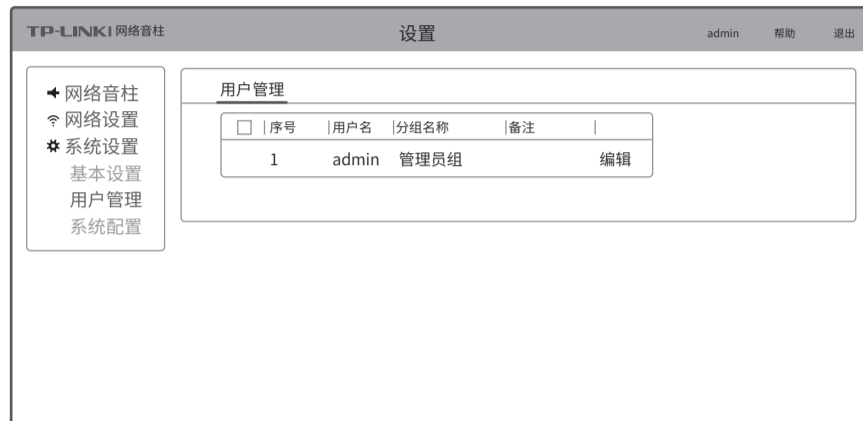 TP-LINK | 网络音柱 设置 admin 帮助 退出
网络音柱
网络设置
系统设置
基本设置
用户管理
系统配置
用户管理
序号 用户名 分组名称 备注
1 admin 管理员组 编辑